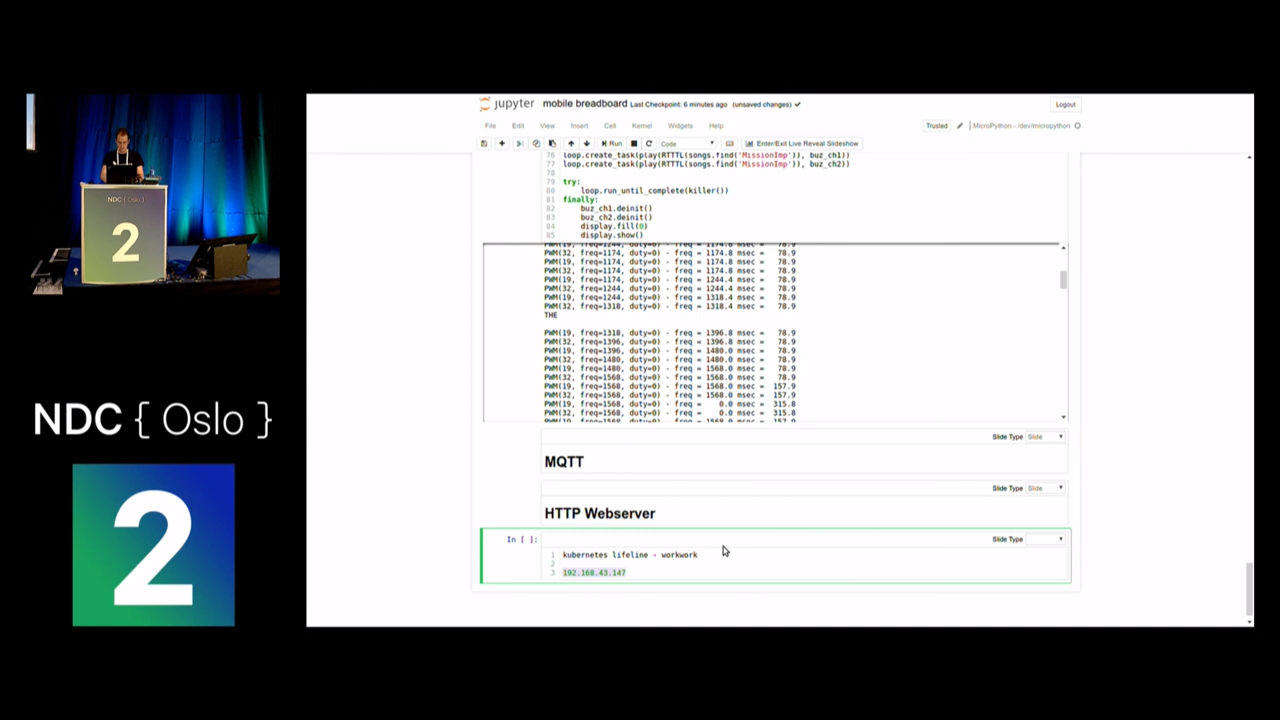 NDC { Oslo }
2
NDC { Oslo }
2
jupyter mobile breadboard Last Checkpoint: 6 minutes ago (unsaved changes)
Logout
File Edit View Insert Cell Kernel Widgets Help
Trusted MicroPython - /dev/micropython
Run Code Enter/Exit Live Reveal Slideshow
76 loop.create_task(play(RTTTL(songs.find('MissionImp')), buz_ch1))
77 loop.create_task(play(RTTTL(songs.find('MissionImp')), buz_ch2))
78
79 try:
80 loop.run_until_complete(killer())
81 finally:
82 buz_ch1.deinit()
83 buz_ch2.deinit()
84 display.fill(0)
85 display.show()
PWM(19, freq=1244, duty=0) - freq = 1174.8 msec = 78.9
PWM(32, freq=1174, duty=0) - freq = 1174.8 msec = 78.9
PWM(19, freq=1174, duty=0) - freq = 1174.8 msec = 78.9
PWM(32, freq=1174, duty=0) - freq = 1174.8 msec = 78.9
PWM(19, freq=1174, duty=0) - freq = 1244.4 msec = 78.9
PWM(32, freq=1244, duty=0) - freq = 1244.4 msec = 78.9
PWM(19, freq=1244, duty=0) - freq = 1318.4 msec = 78.9
PWM(32, freq=1318, duty=0) - freq = 1318.4 msec = 78.9
THE
PWM(19, freq=1318, duty=0) - freq = 1396.8 msec = 78.9
PWM(32, freq=1396, duty=0) - freq = 1396.8 msec = 78.9
PWM(19, freq=1396, duty=0) - freq = 1480.0 msec = 78.9
PWM(32, freq=1480, duty=0) - freq = 1480.0 msec = 78.9
PWM(19, freq=1480, duty=0) - freq = 1568.0 msec = 78.9
PWM(32, freq=1568, duty=0) - freq = 1568.0 msec = 78.9
PWM(19, freq=1568, duty=0) - freq = 1568.0 msec = 157.9
PWM(32, freq=1568, duty=0) - freq = 1568.0 msec = 157.9
PWM(19, freq=1568, duty=0) - freq = 0.0 msec = 315.8
PWM(32, freq=1568, duty=0) - freq = 0.0 msec = 315.8
Slide Type Slide
MQTT
Slide Type Slide
HTTP Webserver
In [ ]:
Slide Type
1 kubernetes lifeline - workwork
2
3 192.168.43.147